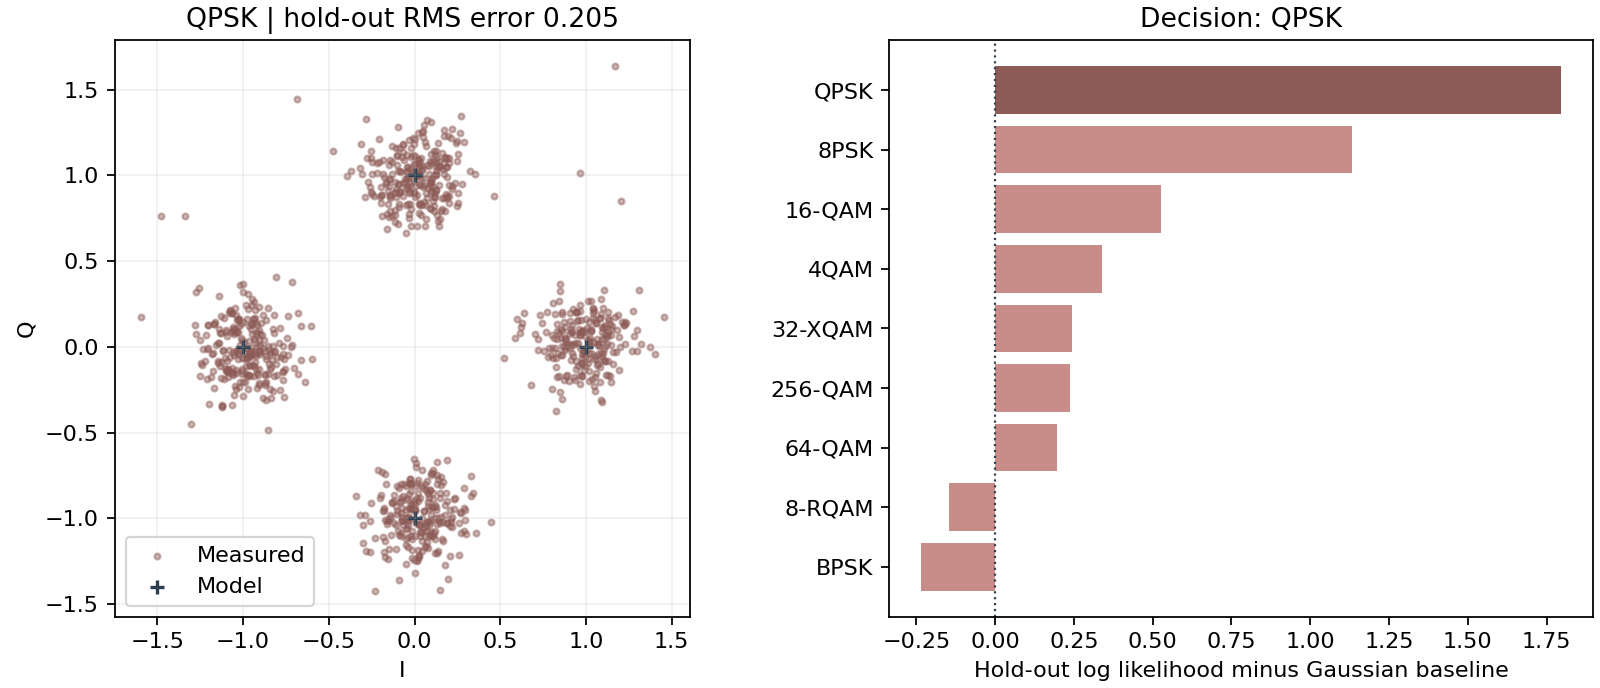 QPSK | hold-out RMS error 0.205
1.5
1.0
0.5
0.0
−0.5
−1.0
−1.5
Q
Measured
Model
−1.5
−1.0
−0.5
0.0
0.5
1.0
1.5
I
Decision: QPSK
QPSK
8PSK
16-QAM
4QAM
32-XQAM
256-QAM
64-QAM
8-RQAM
BPSK
−0.25
0.00
0.25
0.50
0.75
1.00
1.25
1.50
1.75
Hold-out log likelihood minus Gaussian baseline